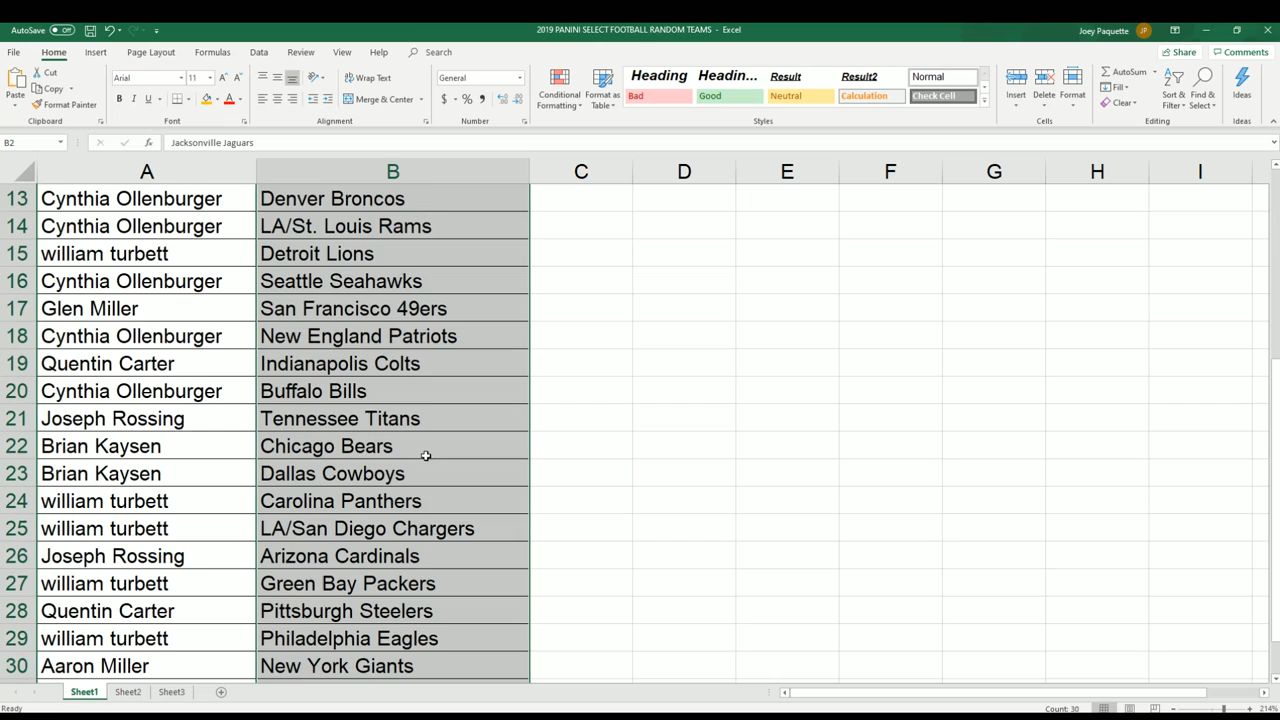 AutoSave Off
2019 PANINI SELECT FOOTBALL RANDOM TEAMS - Excel
Joey Paquette JP
File Home Insert Page Layout Formulas Data Review View Help Search
Share Comments
Paste
Cut
Copy
Format Painter
Clipboard
Arial 11
B I U
Font
Wrap Text
Merge & Center
Alignment
General
$ % ,
Number
Conditional Formatting
Format as Table
Heading Headin... Result Result2 Normal
Bad Good Neutral Calculation Check Cell
Styles
Insert Delete Format
Cells
AutoSum
Fill
Clear
Sort & Filter
Find & Select
Editing
Ideas
Ideas
B2 fx Jacksonville Jaguars
A B C D E F G H I
13 Cynthia Ollenburger Denver Broncos
14 Cynthia Ollenburger LA/St. Louis Rams
15 william turbett Detroit Lions
16 Cynthia Ollenburger Seattle Seahawks
17 Glen Miller San Francisco 49ers
18 Cynthia Ollenburger New England Patriots
19 Quentin Carter Indianapolis Colts
20 Cynthia Ollenburger Buffalo Bills
21 Joseph Rossing Tennessee Titans
22 Brian Kaysen Chicago Bears
23 Brian Kaysen Dallas Cowboys
24 william turbett Carolina Panthers
25 william turbett LA/San Diego Chargers
26 Joseph Rossing Arizona Cardinals
27 william turbett Green Bay Packers
28 Quentin Carter Pittsburgh Steelers
29 william turbett Philadelphia Eagles
30 Aaron Miller New York Giants
Sheet1 Sheet2 Sheet3
Ready
Count: 30
214%